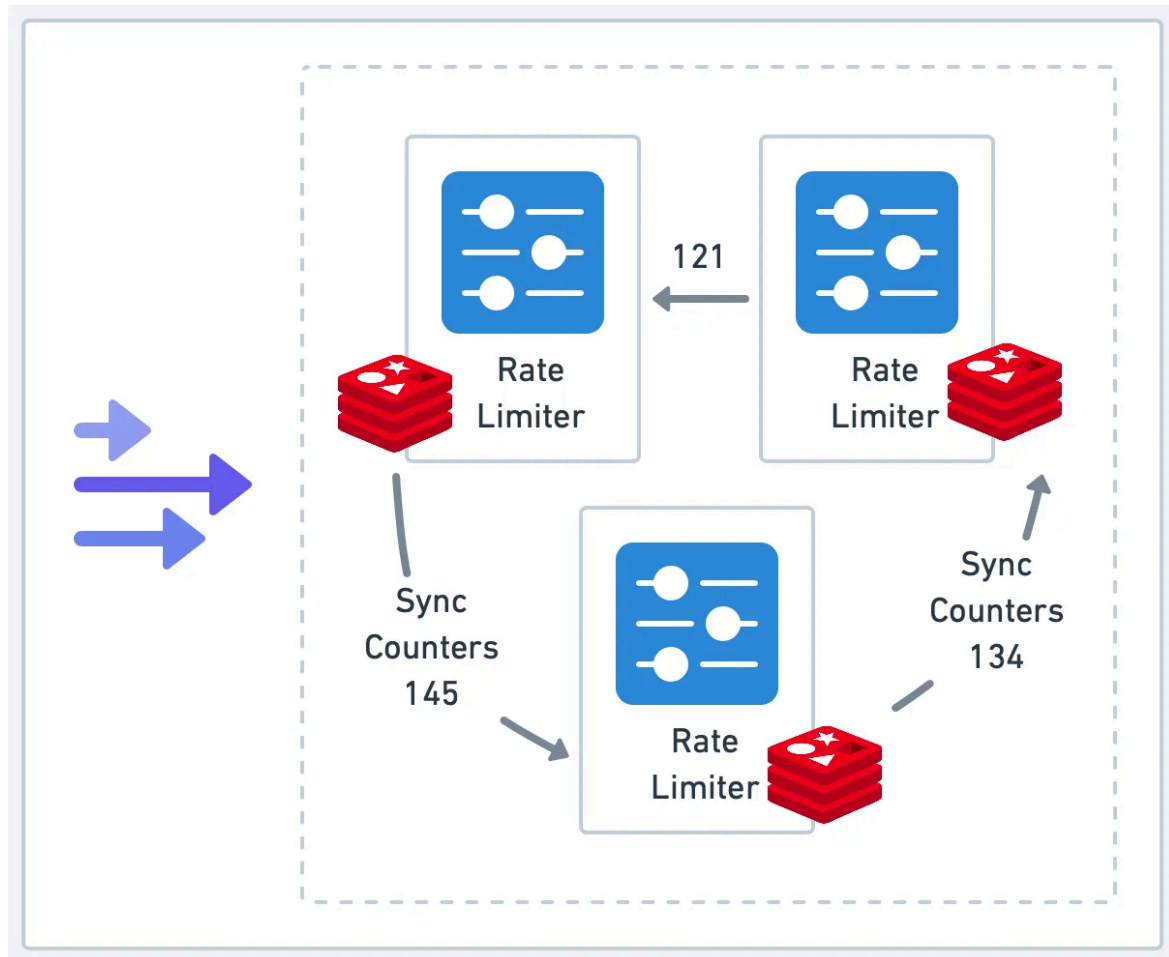 121
Rate
Limiter
Rate
Limiter
Sync
Counters
145
Sync
Counters
134
Rate
Limiter